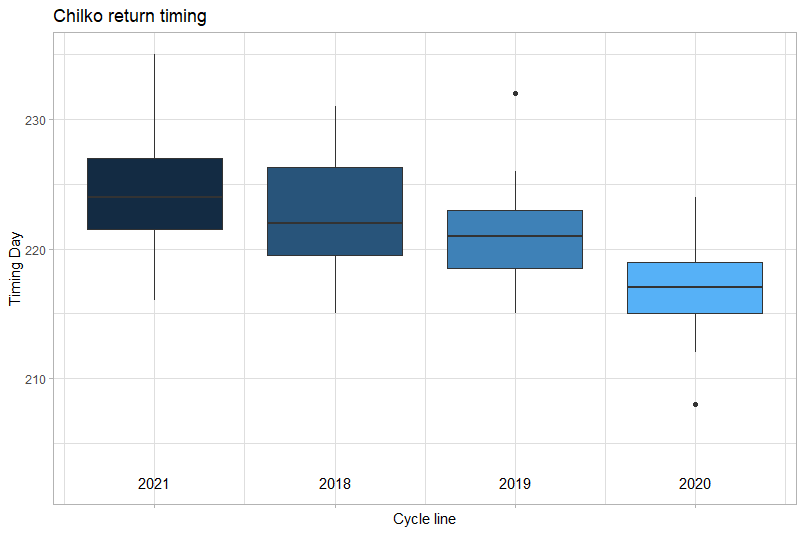 Chilko return timing
230
220
210
Timing Day
2021 2018 2019 2020
Cycle line